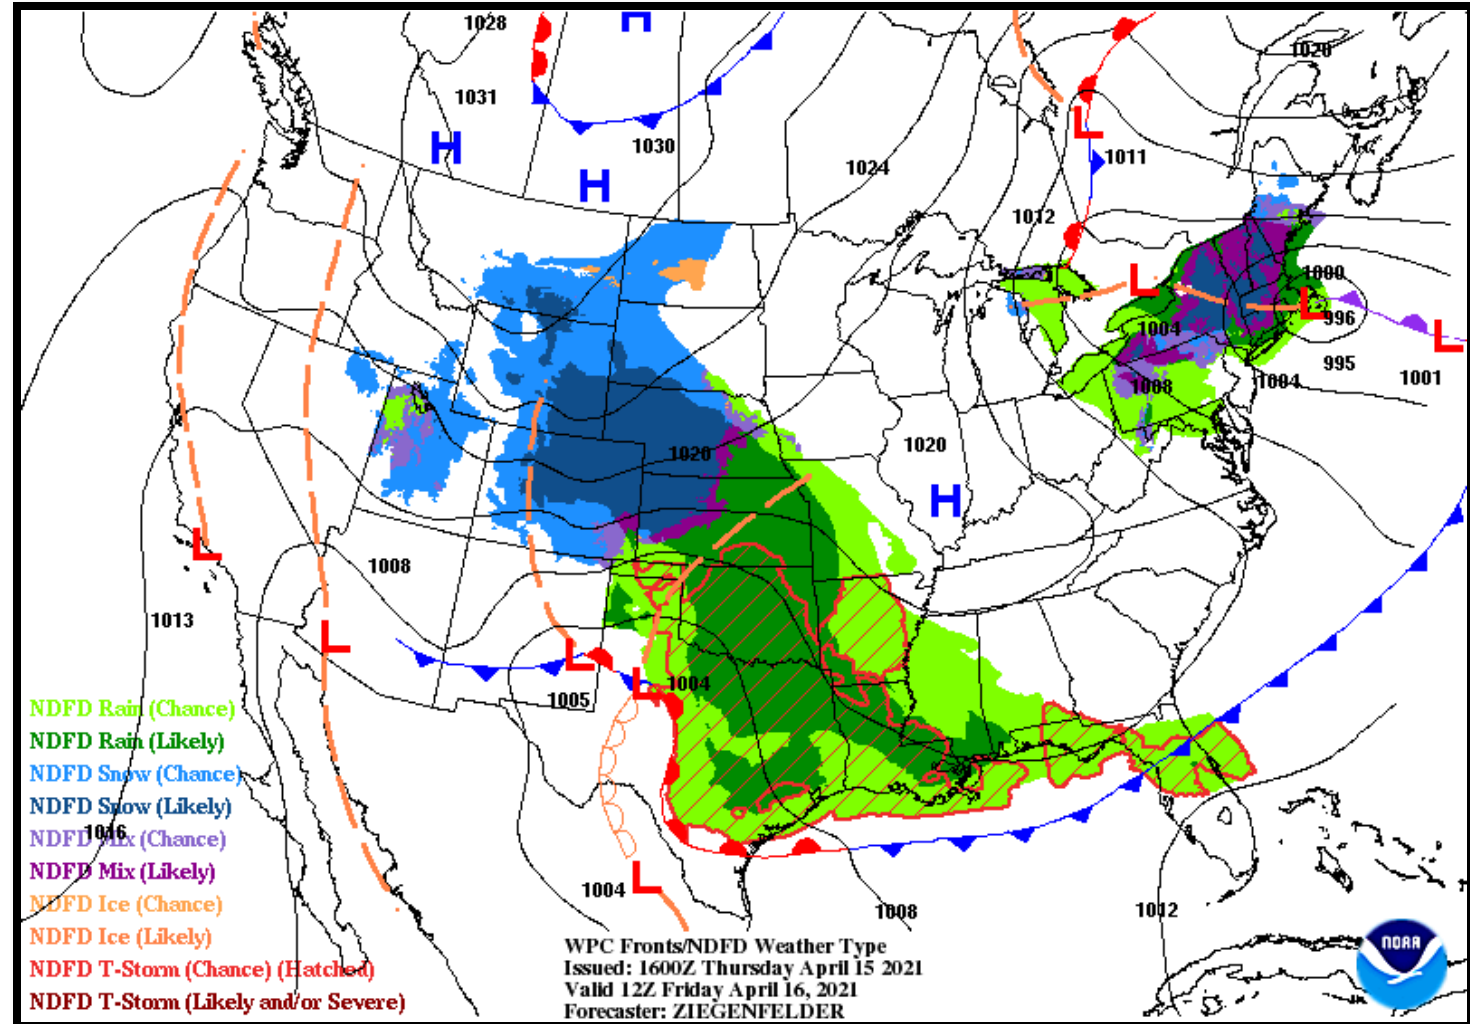 1028
H
1020
1031
H
1030
H
1024
L
1011
1012
L
1000
L
996
1004
L
995
1004
1001
1008
1020
1020
H
L
1008
1013
L
L
L
1004
1005
NDFD Rain (Chance)
NDFD Rain (Likely)
NDFD Snow (Chance)
NDFD Snow (Likely)
1016
NDFD Mix (Chance)
NDFD Mix (Likely)
NDFD Ice (Chance)
NDFD Ice (Likely)
NDFD T-Storm (Chance) (Hatched)
NDFD T-Storm (Likely and/or Severe)
L
1004
1008
1012
WPC Fronts/NDFD Weather Type
Issued: 1600Z Thursday April 15 2021
Valid 12Z Friday April 16, 2021
Forecaster: ZIEGENFELDER
NOAA